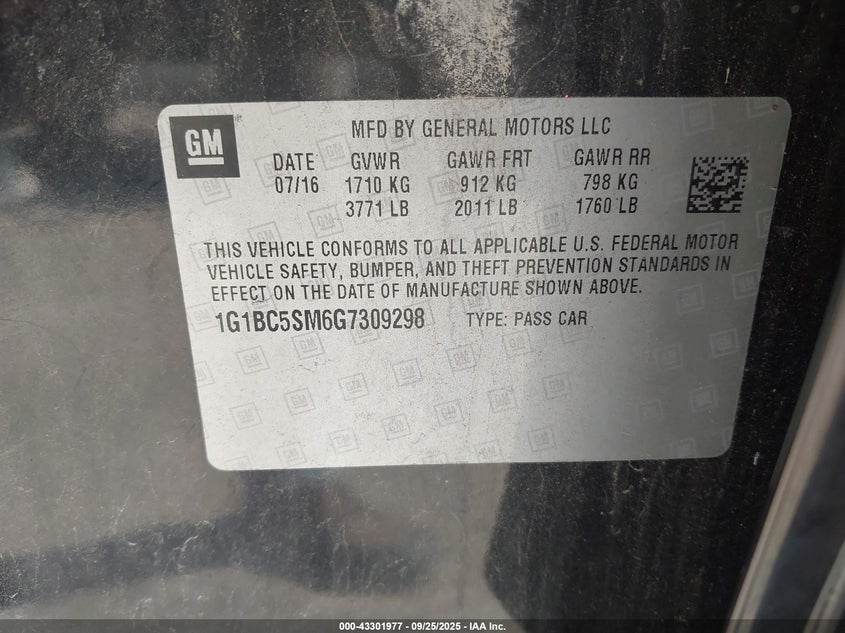 GM
MFD BY GENERAL MOTORS LLC
DATE GVWR GAWR FRT GAWR RR
07/16 1710 KG 912 KG 798 KG
3771 LB 2011 LB 1760 LB
THIS VEHICLE CONFORMS TO ALL APPLICABLE U.S. FEDERAL MOTOR
VEHICLE SAFETY, BUMPER, AND THEFT PREVENTION STANDARDS IN
EFFECT ON THE DATE OF MANUFACTURE SHOWN ABOVE.
1G1BC5SM6G7309298 TYPE: PASS CAR
000-43301977 - 09/25/2025 - IAA Inc.